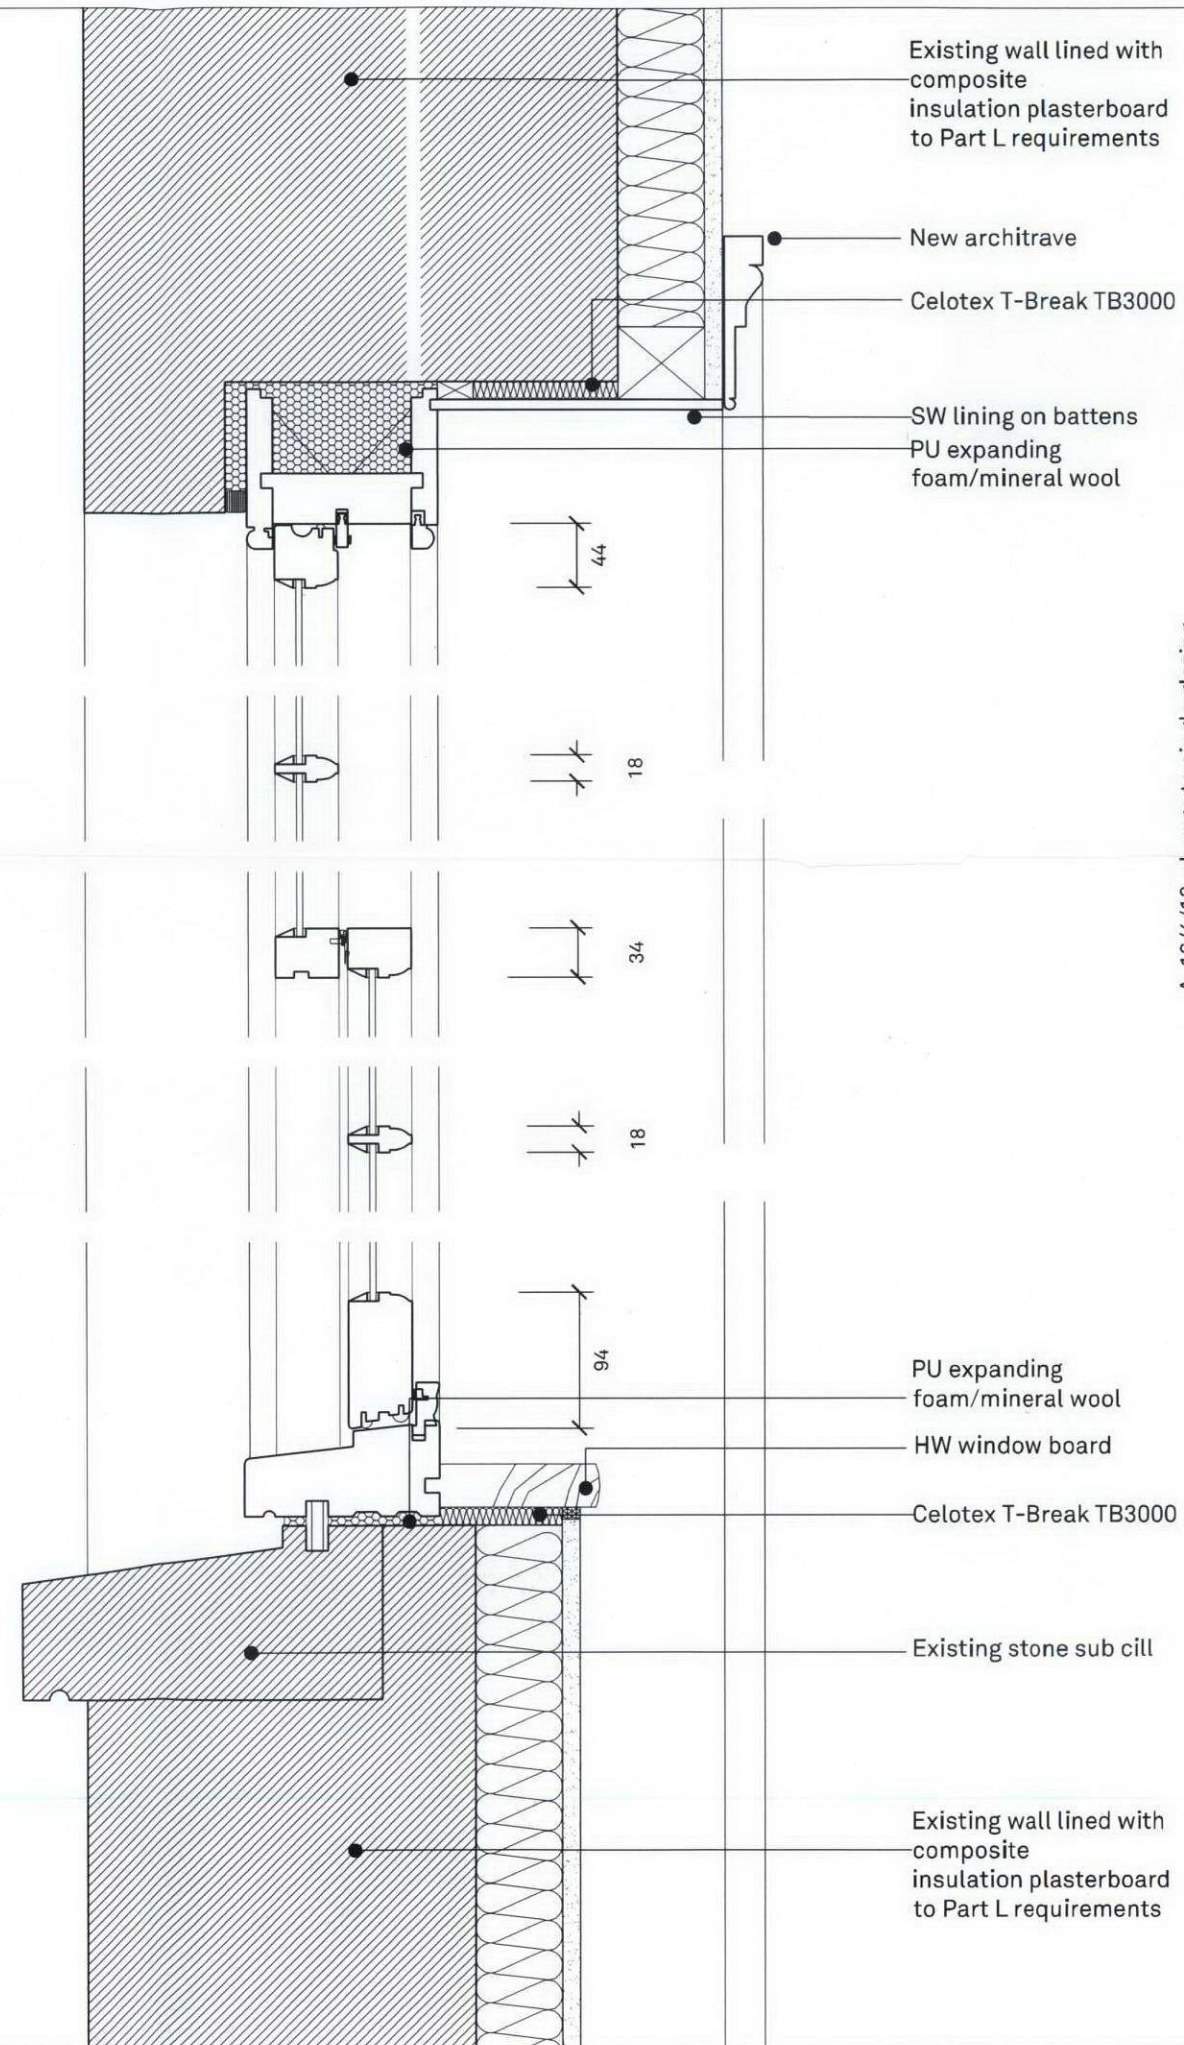 Existing wall lined with
composite
insulation plasterboard
to Part L requirements
New architrave
Celotex T-Break TB3000
SW lining on battens
PU expanding
foam/mineral wool
44
18
34
18
94
PU expanding
foam/mineral wool
HW window board
Celotex T-Break TB3000
Existing stone sub cill
Existing wall lined with
composite
insulation plasterboard
to Part L requirements